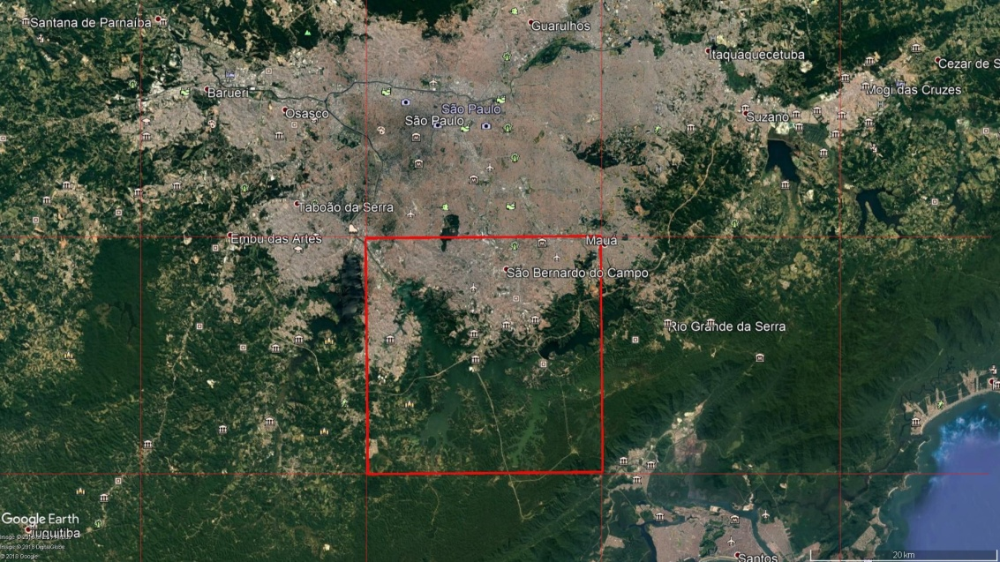 Santana de Parnaíba
Guarulhos
Itaquaquecetuba
Cezar de S
Barueri
Mogi das Cruzes
Osasco
São Paulo
São Paulo
Suzano
Taboão da Serra
Embu das Artes
Mauá
São Bernardo do Campo
Rio Grande da Serra
Google Earth
Juquitiba
Image © 2018 DigitalGlobe
© 2018 Google
20 km
Santos